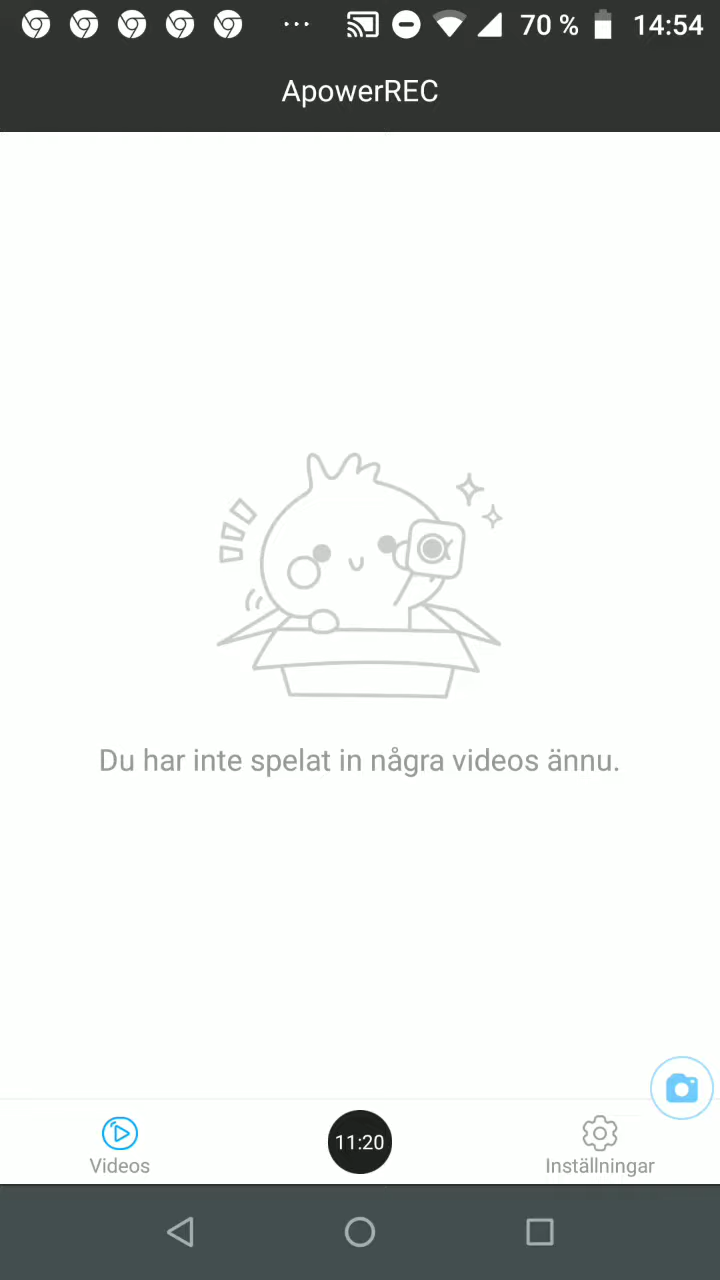 70 % 14:54
ApowerREC
Du har inte spelat in några videos ännu.
11:20
Videos
Inställningar